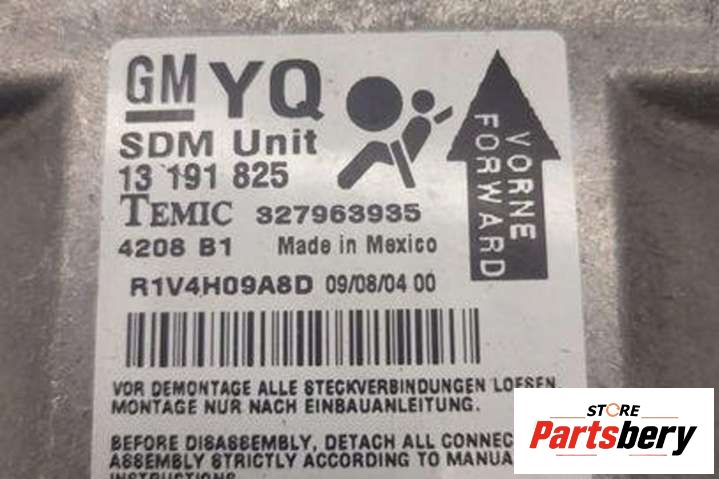 GM YQ
SDM Unit
13 191 825
TEMIC 327963935
4208 B1 Made in Mexico
R1V4H09A8D 09/08/04 00
VORNE
FORWARD
VOR DEMONTAGE ALLE STECKVERBINDUNGEN LOESEN.
MONTAGE NUR NACH EINBAUANLEITUNG.
BEFORE DISASSEMBLY, DETACH ALL CONNEC
ASSEMBLY STRICTLY ACCORDING TO MANUA
STORE
Partsbery